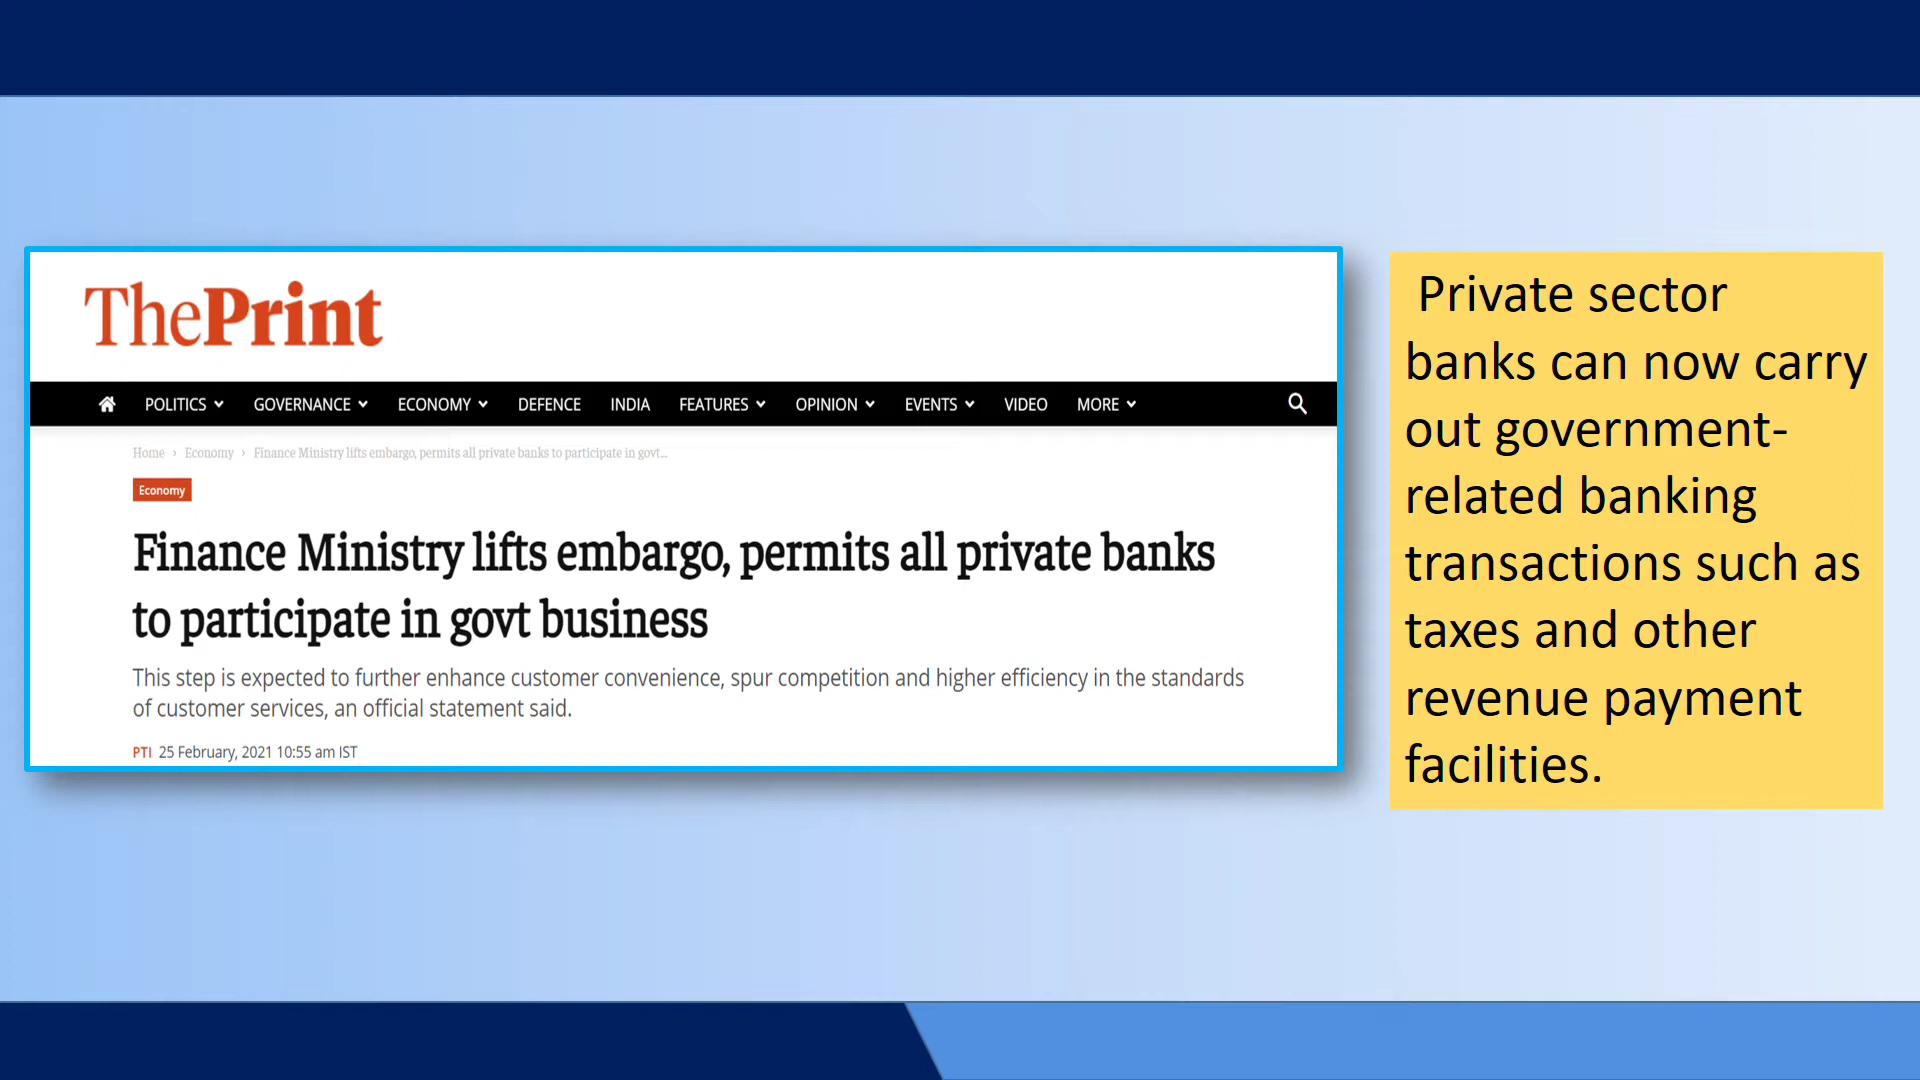 ThePrint
POLITICS GOVERNANCE ECONOMY DEFENCE INDIA FEATURES OPINION EVENTS VIDEO MORE
Home › Economy › Finance Ministry lifts embargo, permits all private banks to participate in govt...
Economy
Finance Ministry lifts embargo, permits all private banks
to participate in govt business
This step is expected to further enhance customer convenience, spur competition and higher efficiency in the standards
of customer services, an official statement said.
PTI 25 February, 2021 10:55 am IST
Private sector
banks can now carry
out government-
related banking
transactions such as
taxes and other
revenue payment
facilities.